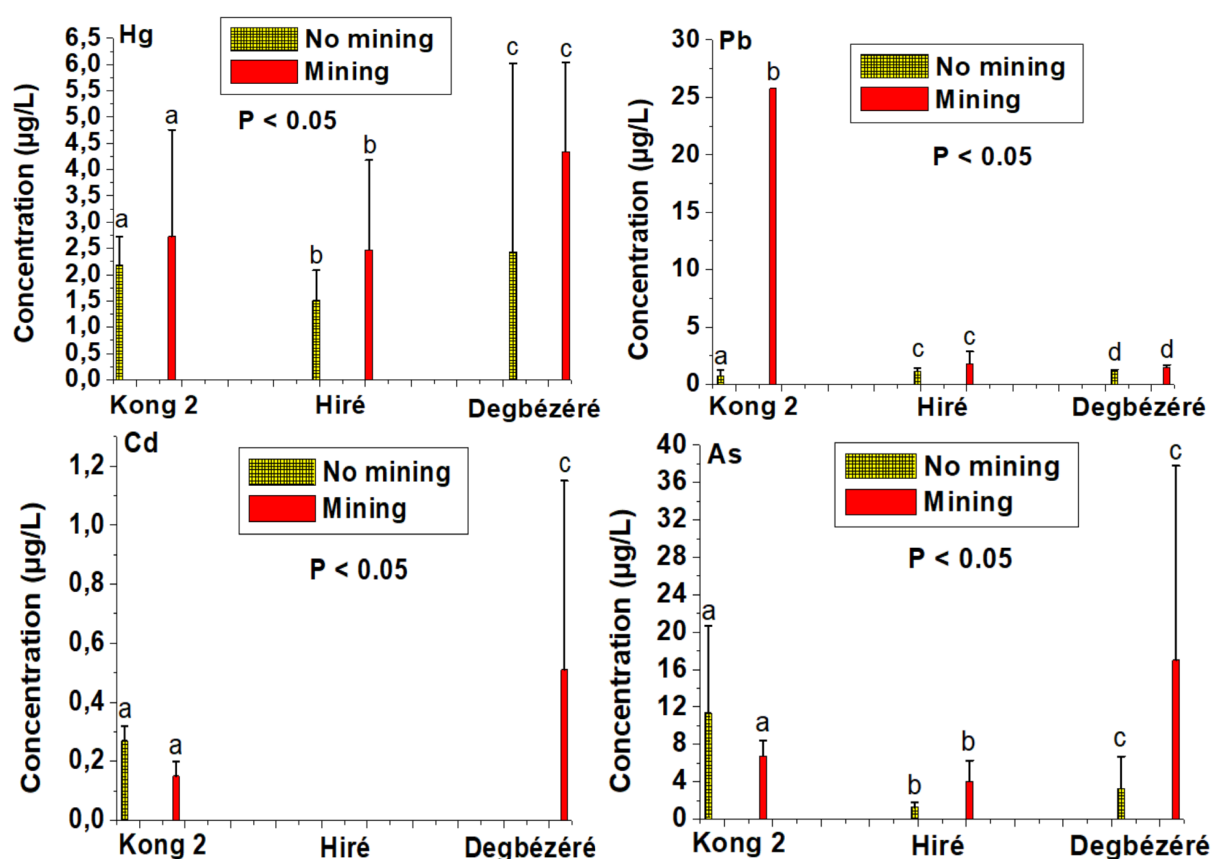 Hg
No mining
Mining
P < 0.05
Concentration (µg/L)
6,5
6,0
5,5
5,0
4,5
4,0
3,5
3,0
2,5
2,0
1,5
1,0
0,5
0,0
a
a
b
b
c
c
Kong 2
Hiré
Degbézéré
Pb
No mining
Mining
P < 0.05
Concentration (µg/L)
30
25
20
15
10
5
0
a
b
c
c
d
d
Kong 2
Hiré
Degbézéré
Cd
No mining
Mining
P < 0.05
Concentration (µg/L)
1,2
1,0
0,8
0,6
0,4
0,2
0,0
a
a
c
Kong 2
Hiré
Degbézéré
As
No mining
Mining
P < 0.05
Concentration (µg/L)
40
36
32
28
24
20
16
12
8
4
0
a
a
b
b
c
c
Kong 2
Hiré
Degbézéré